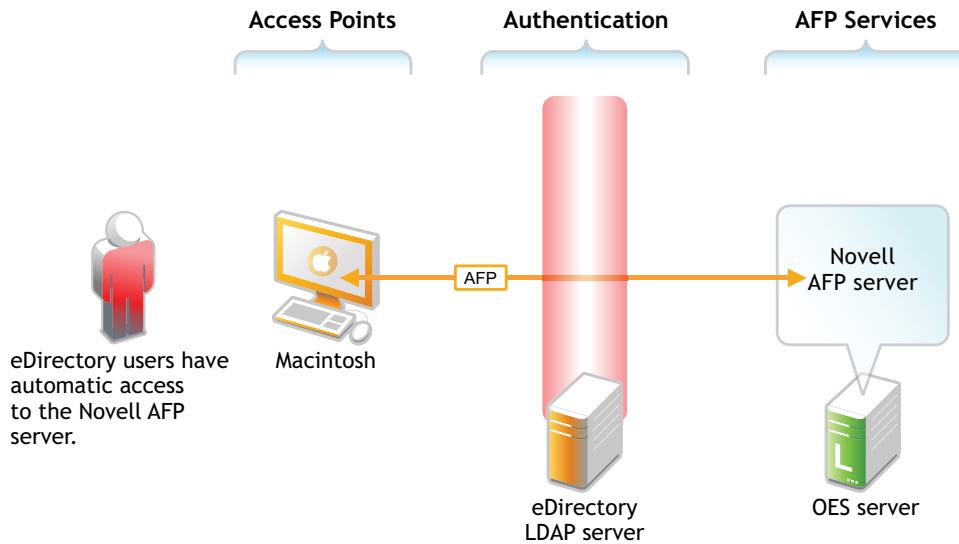 Access Points
Authentication
AFP Services
AFP
Novell
AFP server
eDirectory users have
automatic access
to the Novell AFP
server.
Macintosh
eDirectory
LDAP server
L...
OES server